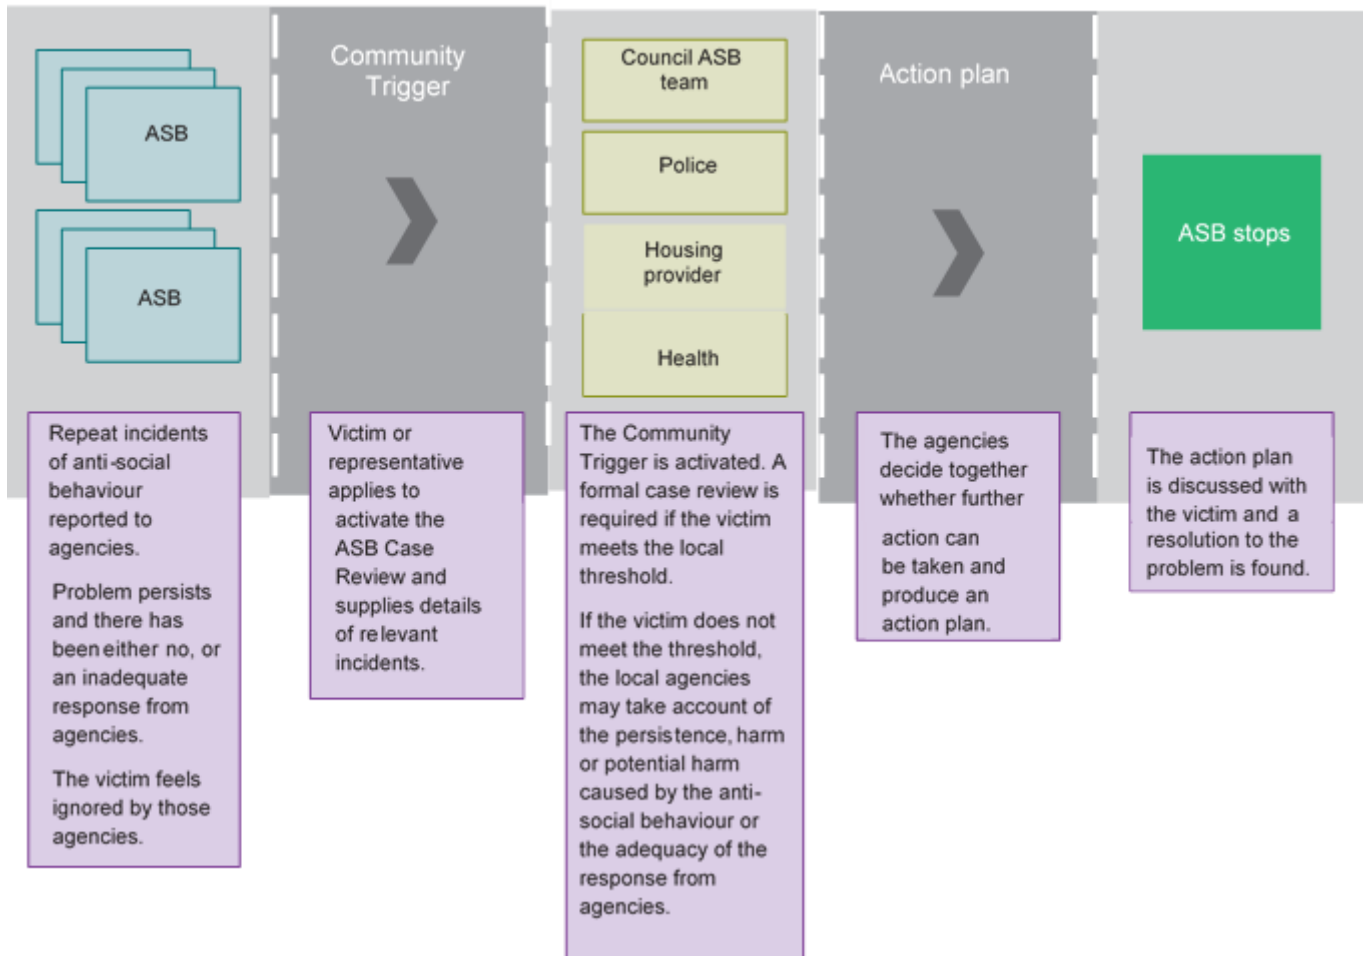 ASB
ASB
Community
Trigger
Council ASB
team
Police
Housing
provider
Health
Action plan
ASB stops
Repeat incidents
of anti-social
behaviour
reported to
agencies.
Problem persists
and there has
been either no, or
an inadequate
response from
agencies.
The victim feels
ignored by those
agencies.
Victim or
representative
applies to
activate the
ASB Case
Review and
supplies details
of relevant
incidents.
The Community
Trigger is activated. A
formal case review is
required if the victim
meets the local
threshold.
If the victim does not
meet the threshold,
the local agencies
may take account of
the persistence, harm
or potential harm
caused by the anti-
social behaviour or
the adequacy of the
response from
agencies.
The agencies
decide together
whether further
action can
be taken and
produce an
action plan.
The action plan
is discussed with
the victim and a
resolution to the
problem is found.